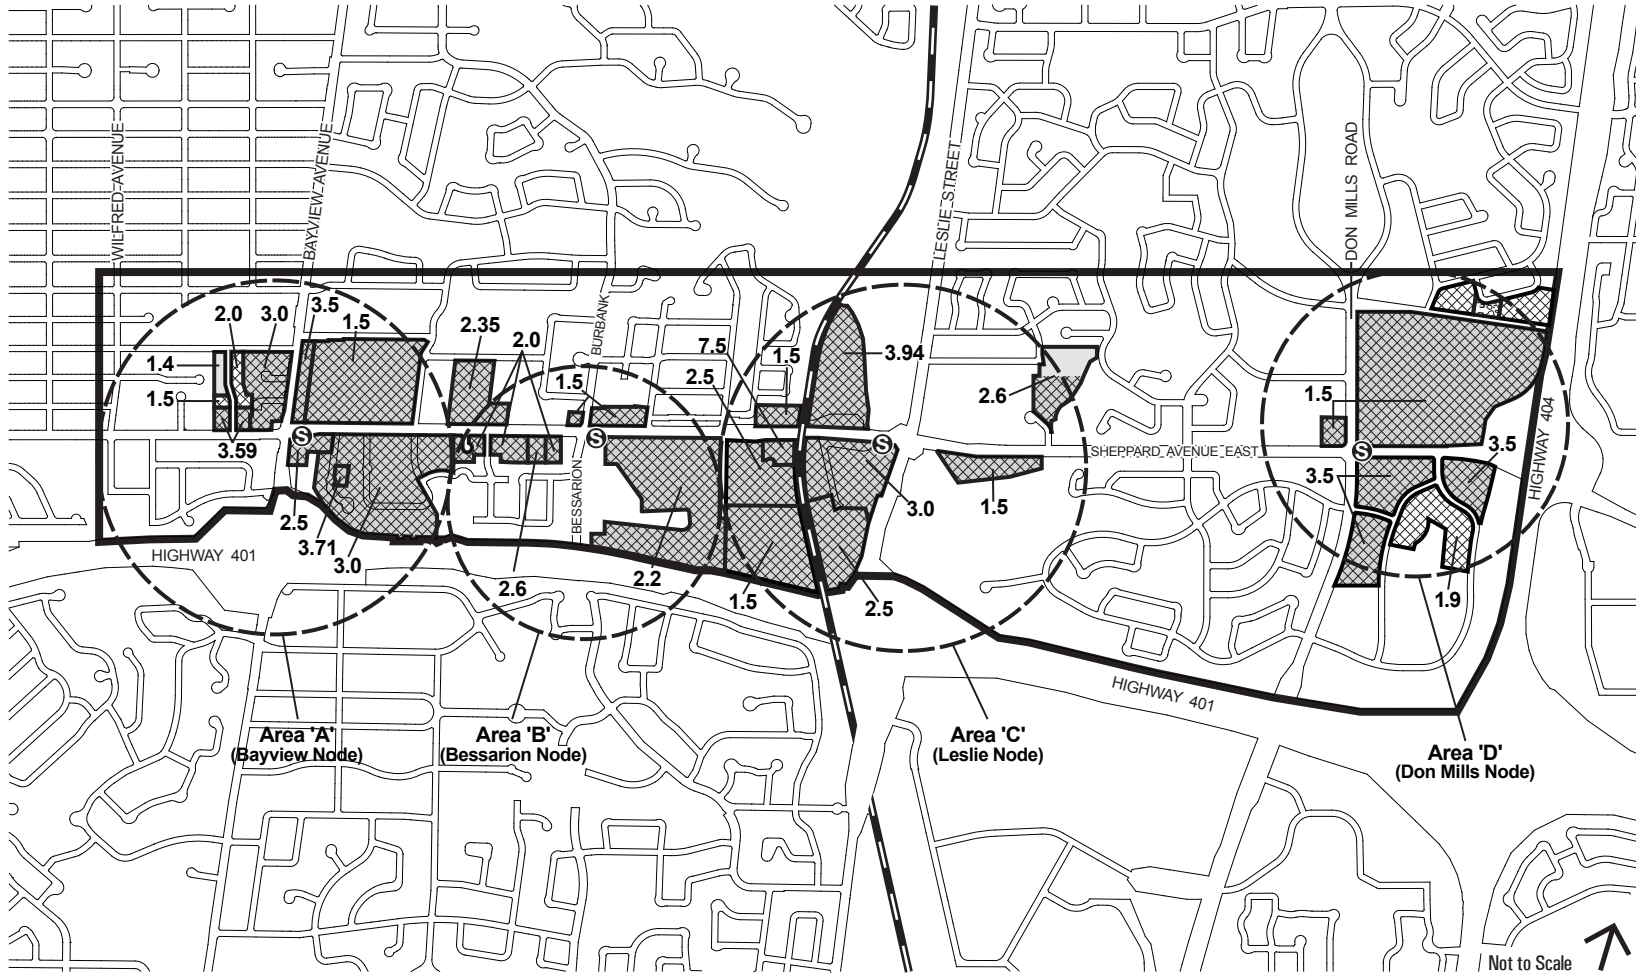 WILFRED AVENUE
BAYVIEW AVENUE
LESLIE STREET
DON MILLS ROAD
BURBANK
2.0
3.0
3.5
1.5
2.35
2.0
7.5
1.5
3.94
1.4
1.5
2.5
2.6
1.5
1.5
3.59
S
S
S
S
SHEPPARD AVENUE EAST
3.5
3.5
HIGHWAY 404
BESSARION
2.5
3.71
3.0
3.0
1.5
HIGHWAY 401
2.6
2.2
1.5
2.5
1.9
HIGHWAY 401
Area 'A'
(Bayview Node)
Area 'B'
(Bessarion Node)
Area 'C'
(Leslie Node)
Area 'D'
(Don Mills Node)
Not to Scale